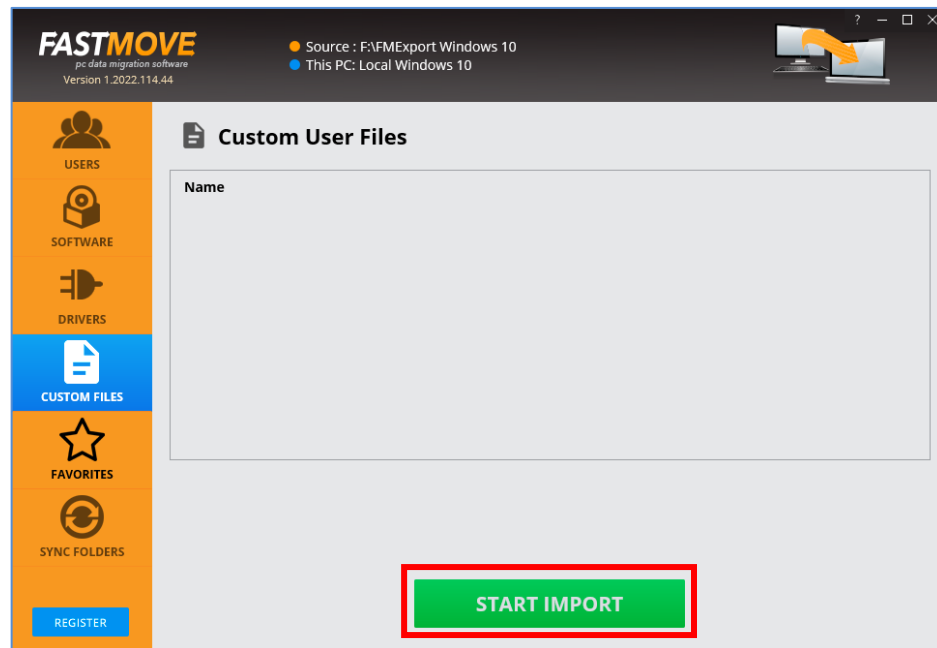 FASTMOVE
pc data migration software
Version 1.2022.114.44
Source : F:\FMExport Windows 10
This PC: Local Windows 10
?
USERS
SOFTWARE
DRIVERS
CUSTOM FILES
FAVORITES
SYNC FOLDERS
REGISTER
Custom User Files
Name
START IMPORT